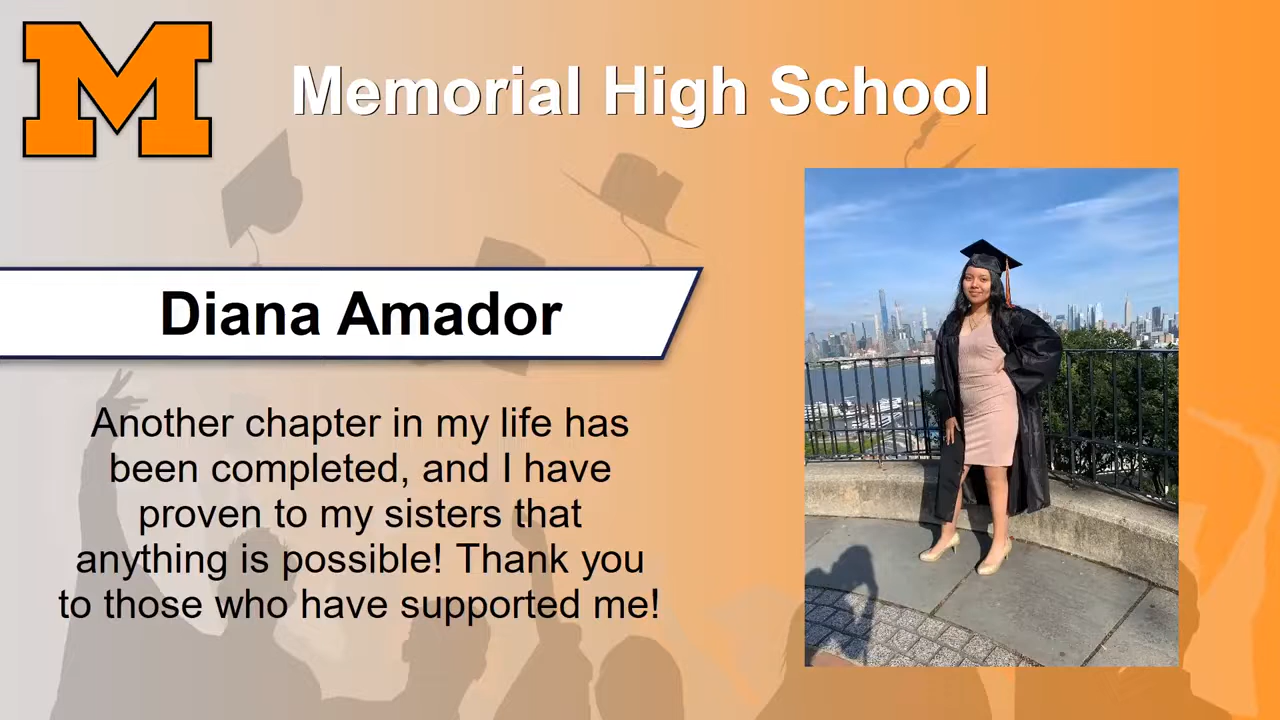 M
Memorial High School
Diana Amador
Another chapter in my life has
been completed, and I have
proven to my sisters that
anything is possible! Thank you
to those who have supported me!